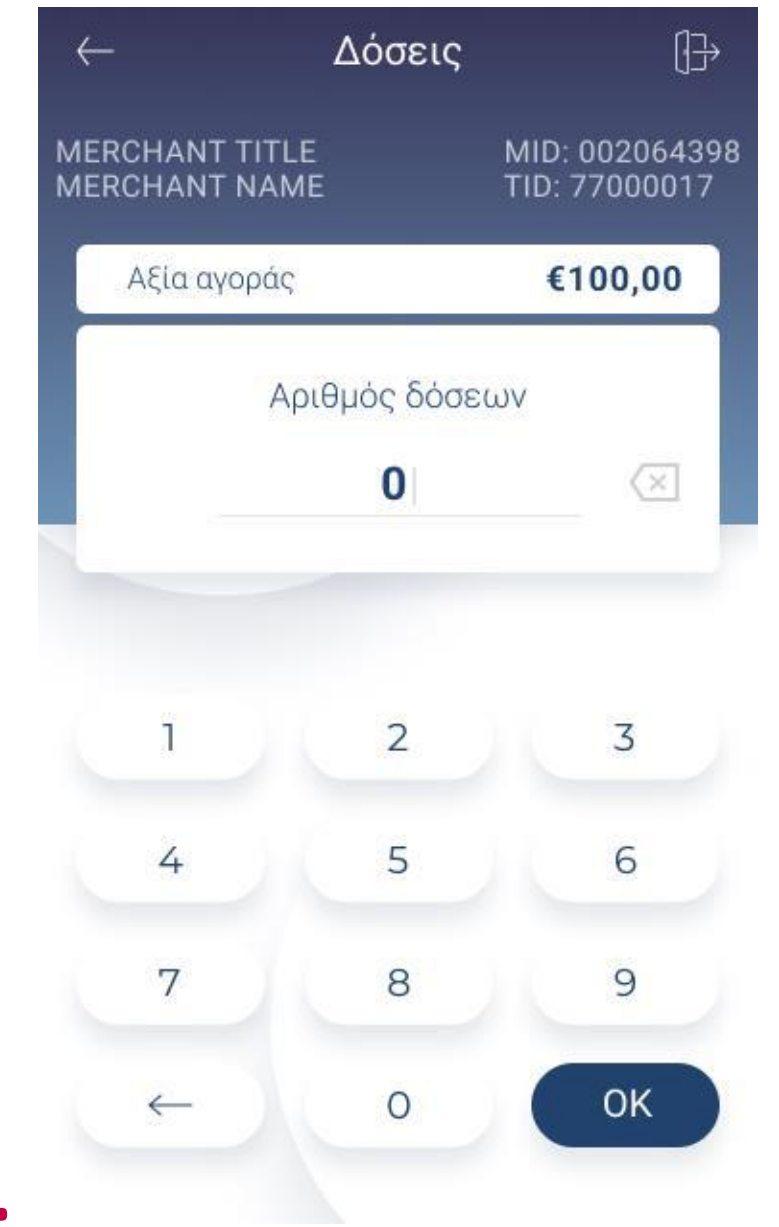 Δόσεις
MERCHANT TITLE MID: 002064398
MERCHANT NAME TID: 77000017
Αξία αγοράς €100,00
Αριθμός δόσεων
0
1 2 3
4 5 6
7 8 9
← 0 OK